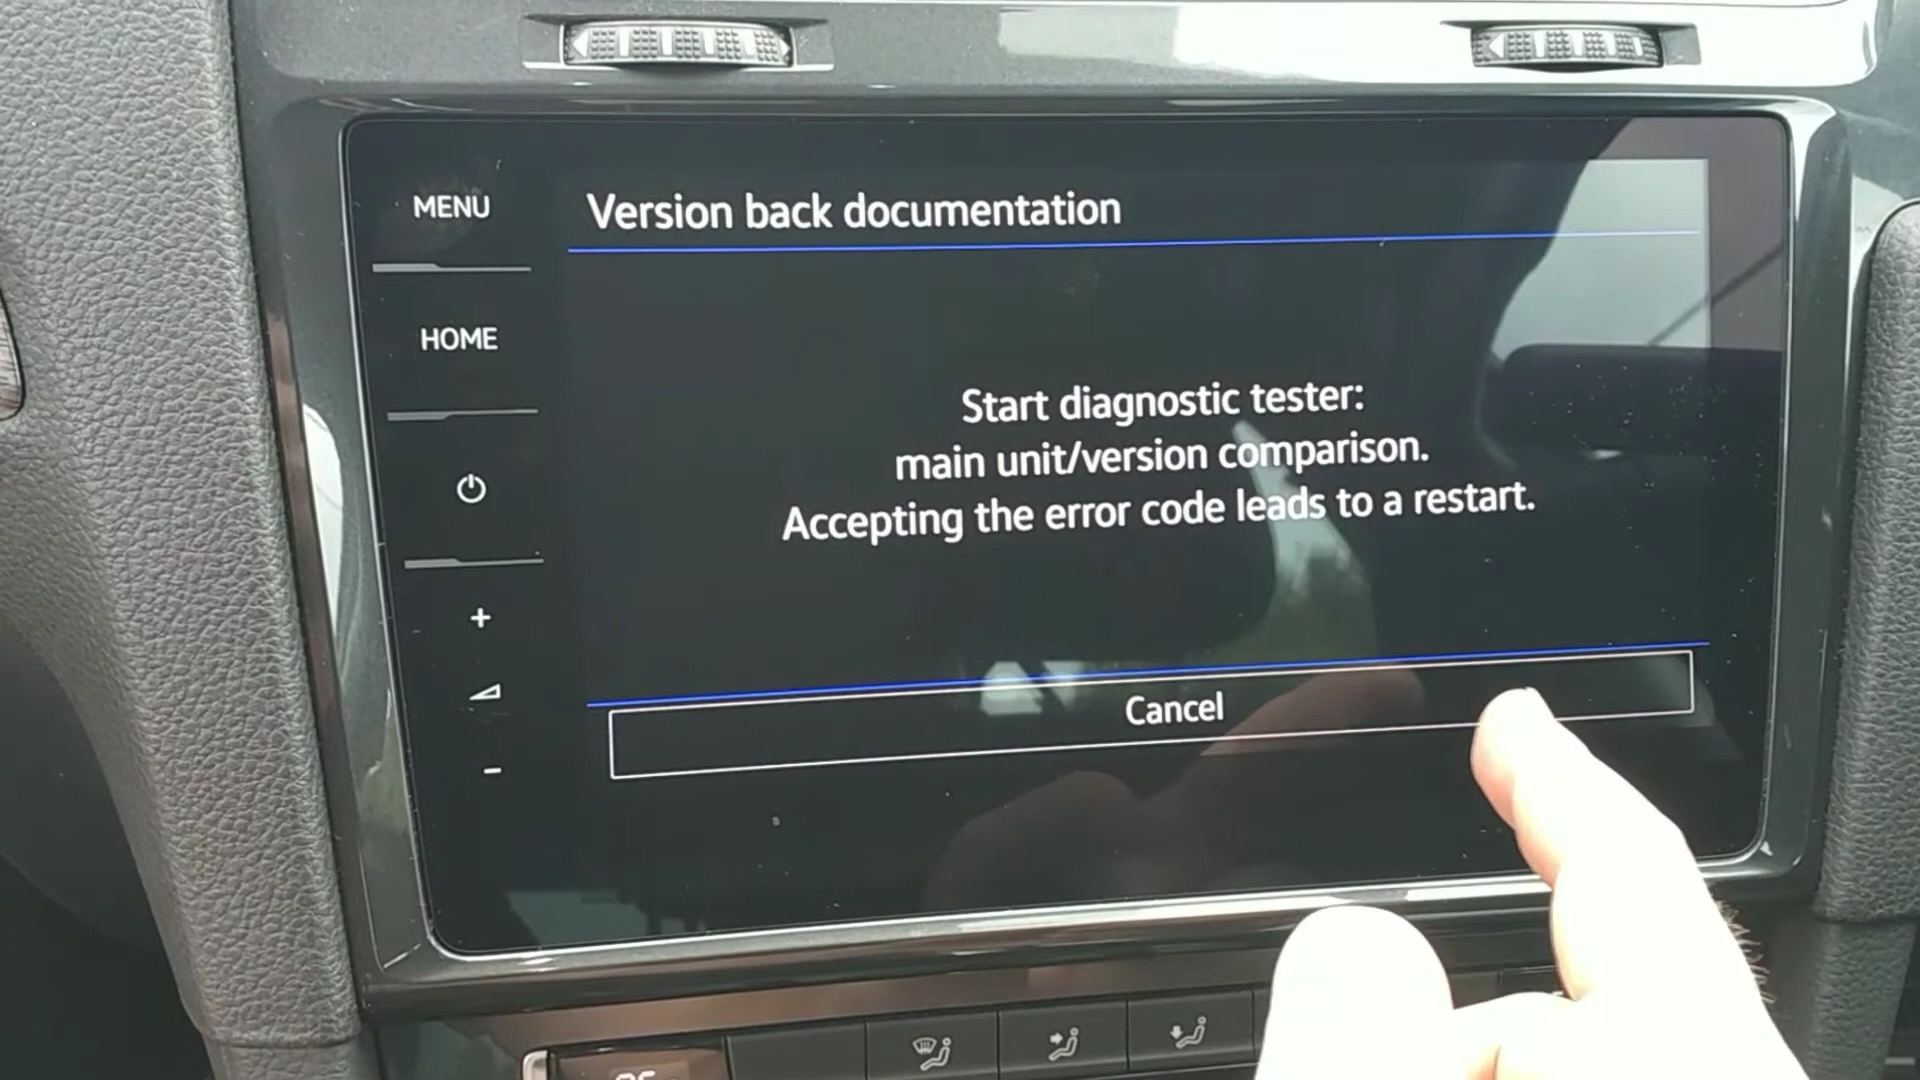 MENU
Version back documentation
HOME
Start diagnostic tester:
main unit/version comparison.
Accepting the error code leads to a restart.
+
Cancel
-